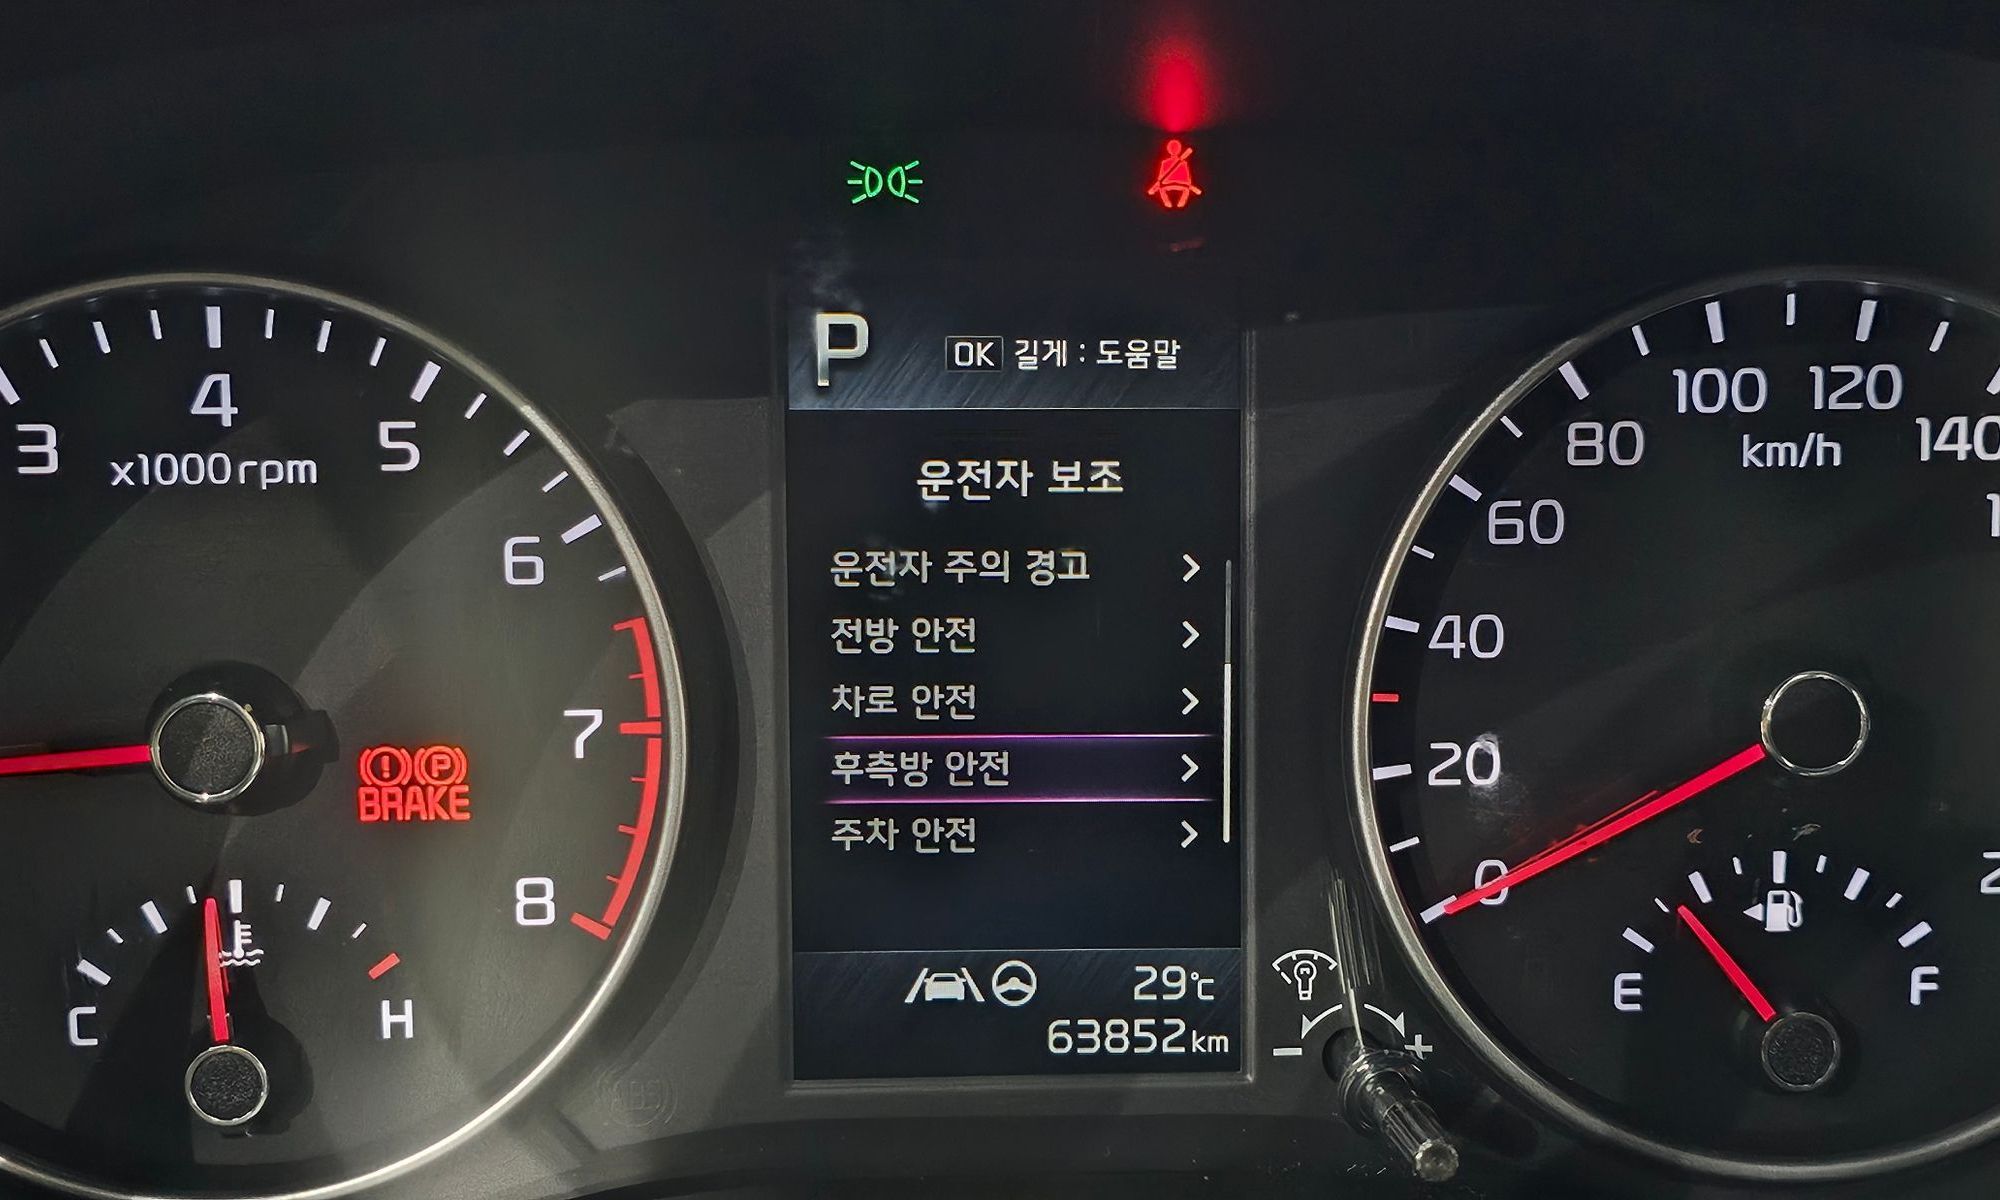 P
OK 길게 : 도움말
운전자 보조
운전자 주의 경고
전방 안전
차로 안전
후측방 안전
주차 안전
29℃
63852km
3
4
5
6
7
8
x1000rpm
BRAKE
P
C
H
0
20
40
60
80
100
120
140
km/h
E
F
- +